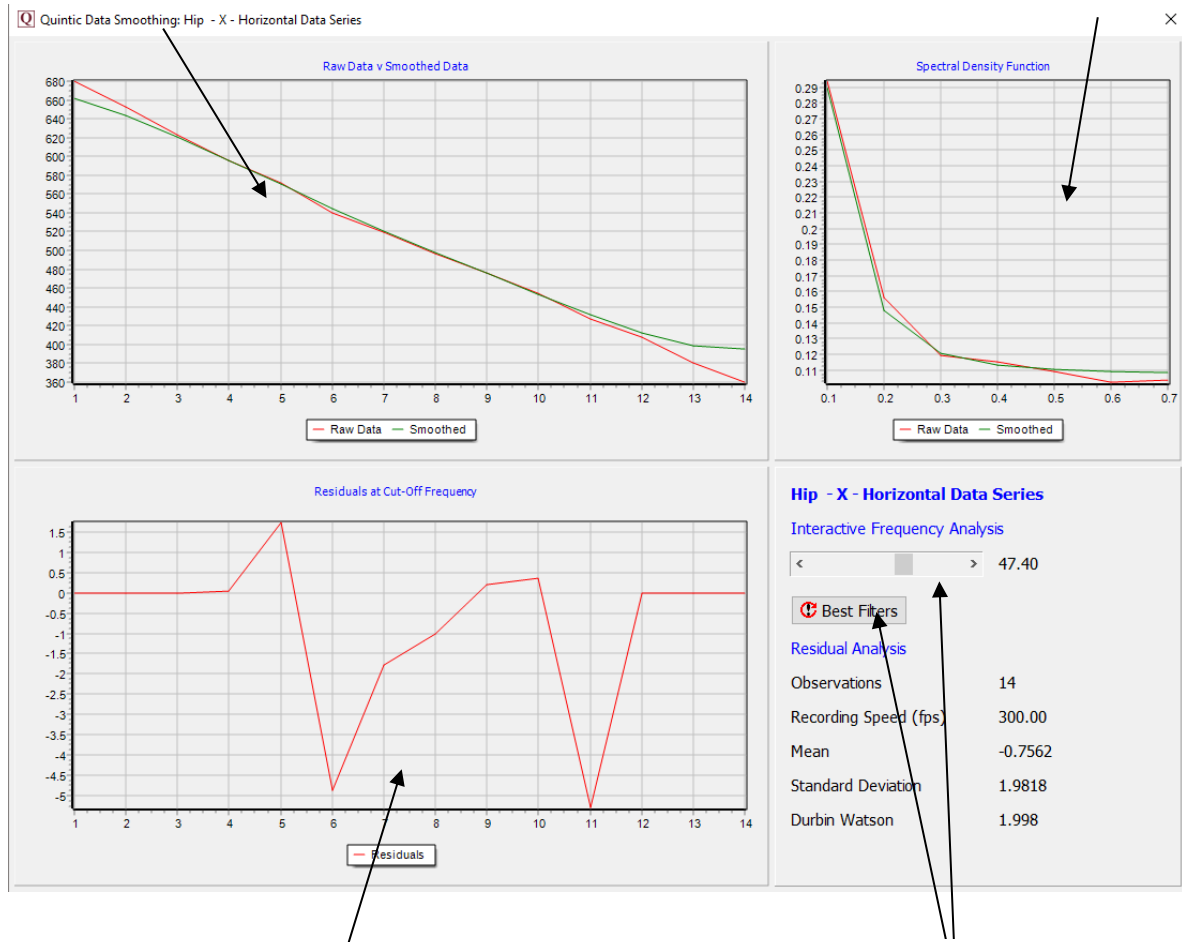 Quintic Data Smoothing: Hip - X - Horizontal Data Series
Raw Data v Smoothed Data
680
660
640
620
600
580
560
540
520
500
480
460
440
420
400
380
360
1 2 3 4 5 6 7 8 9 10 11 12 13 14
Raw Data Smoothed
Spectral Density Function
0.29
0.28
0.27
0.26
0.25
0.24
0.23
0.22
0.21
0.2
0.19
0.18
0.17
0.16
0.15
0.14
0.13
0.12
0.11
0.1 0.2 0.3 0.4 0.5 0.6 0.7
Raw Data Smoothed
Residuals at Cut-Off Frequency
1.5
1
0.5
0
-0.5
-1
-1.5
-2
-2.5
-3
-3.5
-4
-4.5
-5
1 2 3 4 5 6 7 8 9 10 11 12 13 14
Residuals
Hip - X - Horizontal Data Series
Interactive Frequency Analysis
< > 47.40
Best Filters
Residual Analysis
Observations 14
Recording Speed (fps) 300.00
Mean -0.7562
Standard Deviation 1.9818
Durbin Watson 1.998